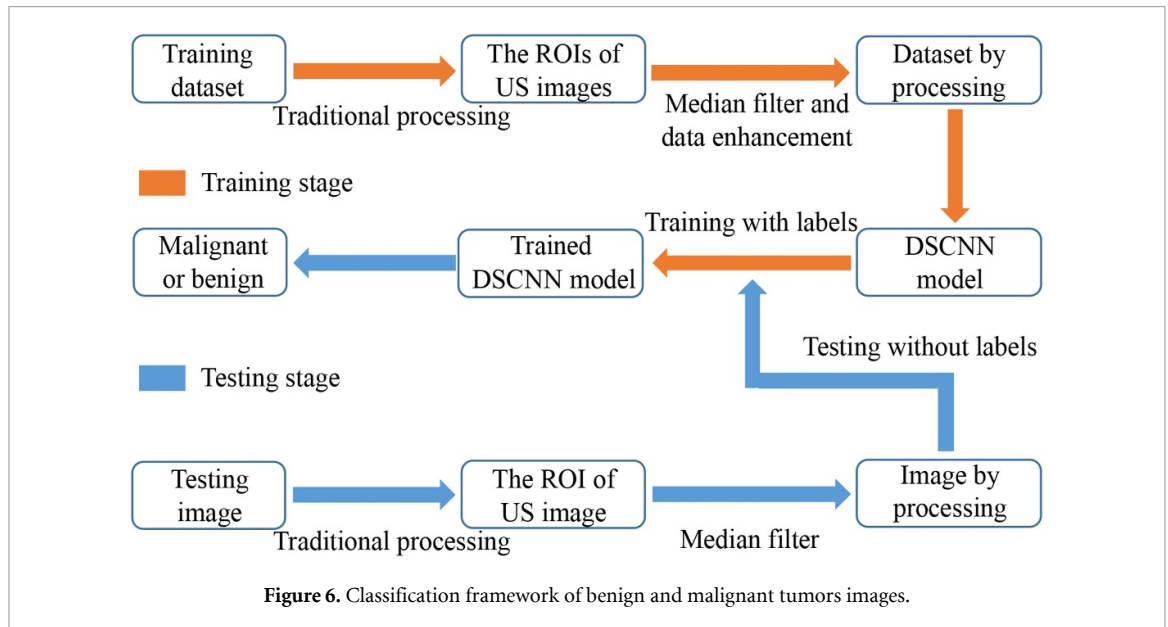 Training
dataset
Traditional processing
The ROIs of
US images
Median filter and
data enhancement
Dataset by
processing
Training stage
Malignant
or benign
Trained
DSCNN model
Training with labels
DSCNN
model
Testing stage
Testing without labels
Testing
image
Traditional processing
The ROI of
US image
Median filter
Image by
processing
Figure 6. Classification framework of benign and malignant tumors images.